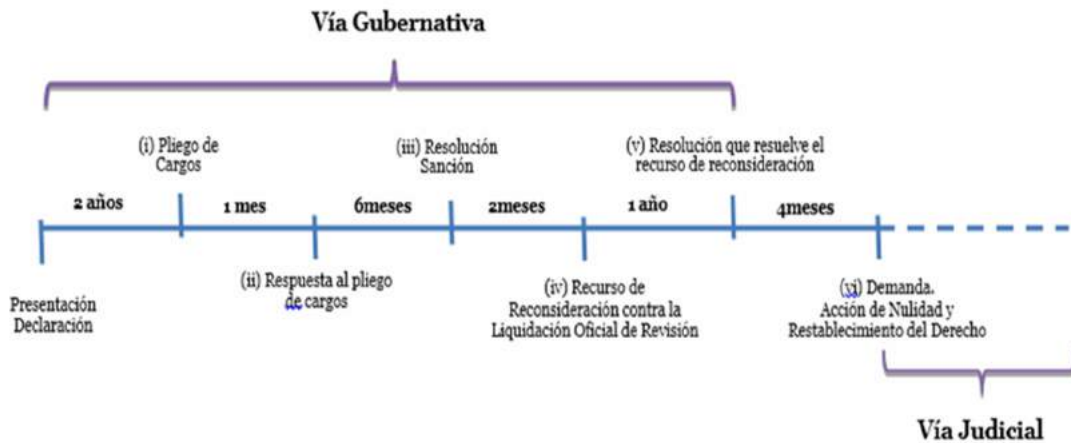 Vía Gubernativa
(i) Pliego de
Cargos
(iii) Resolución
Sanción
(v) Resolución que resuelve el
recurso de reconsideración
2 años
1 mes
6meses
2meses
1 año
4meses
Presentación
Declaración
(ii) Respuesta al pliego
de cargos
(iv) Recurso de
Reconsideración contra la
Liquidación Oficial de Revisión
(vi) Demanda.
Acción de Nulidad y
Restablecimiento del Derecho
Vía Judicial